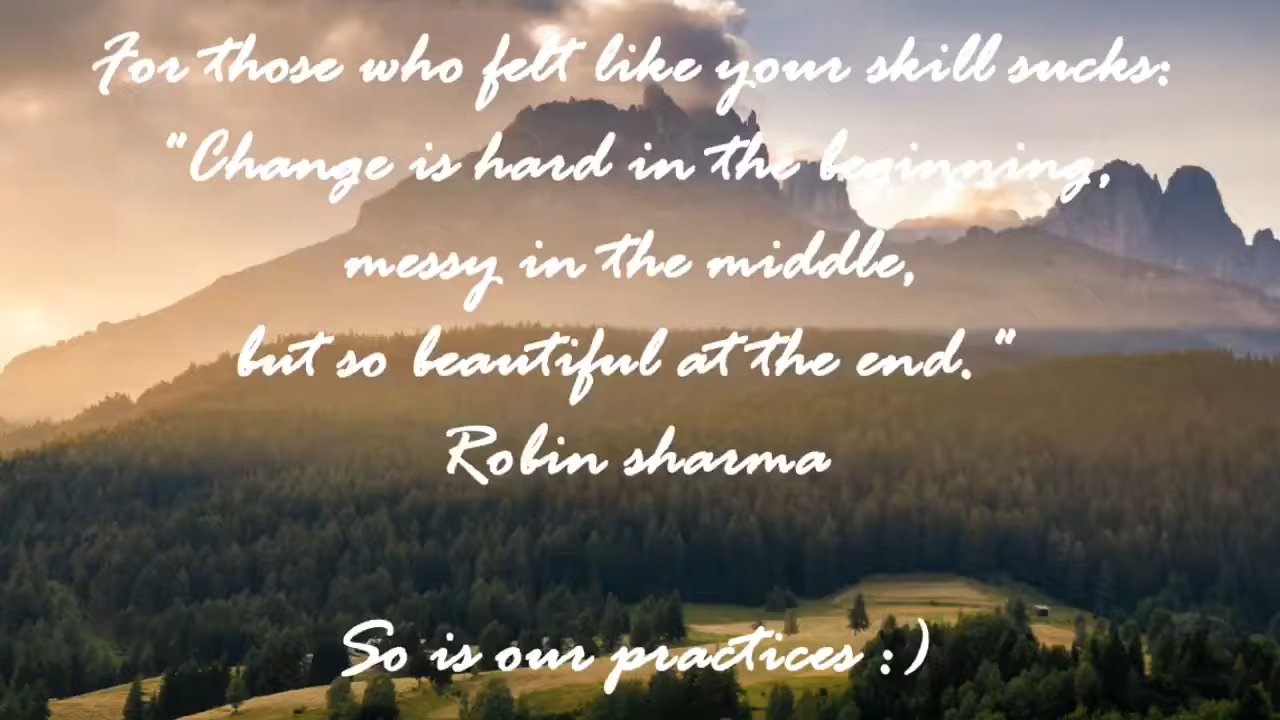 For those who felt like your skill sucks:
"Change is hard in the beginning,
messy in the middle,
but so beautiful at the end."
Robin sharma
So is our practices :)